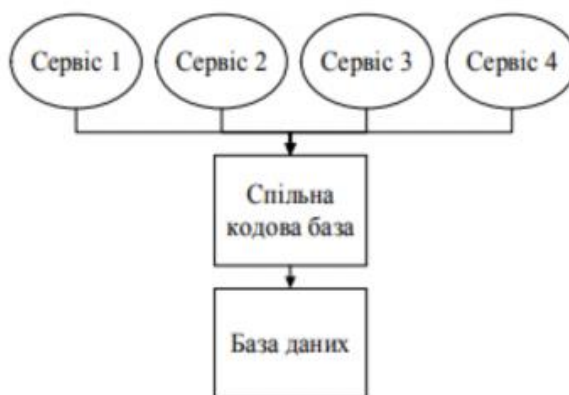 Сервіс 1
Сервіс 2
Сервіс 3
Сервіс 4
Спільна
кодова база
База даних